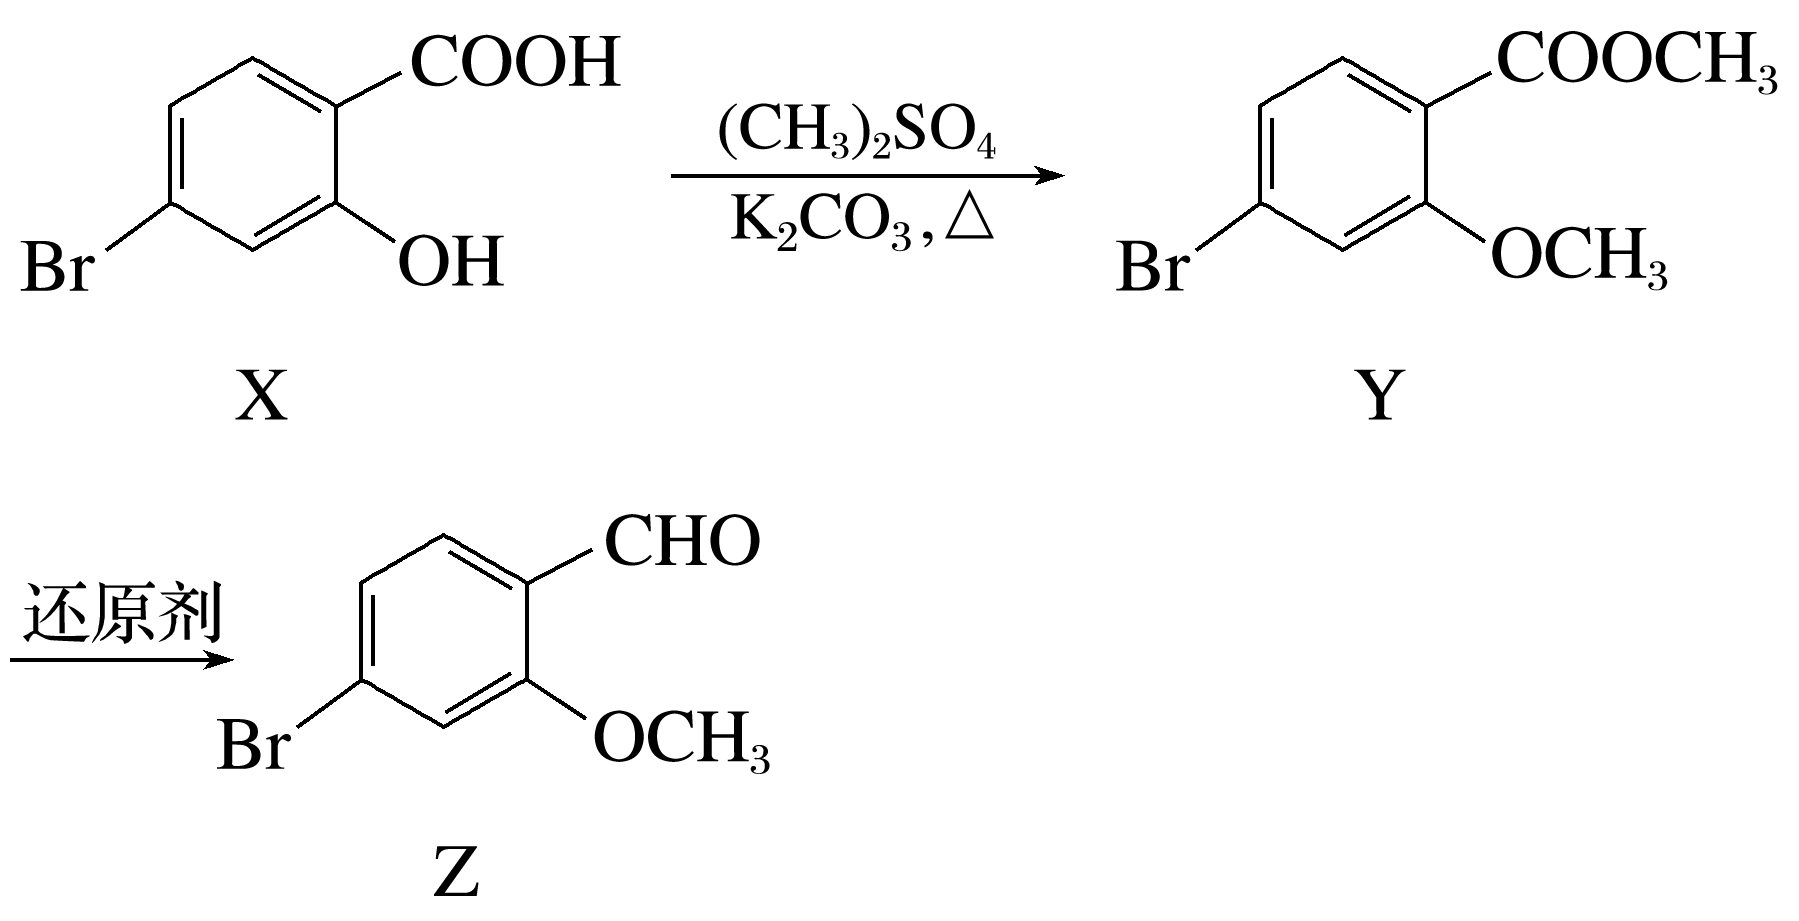 COOH
Br
OH
X
(CH₃)₂SO₄
K₂CO₃,△
COOCH₃
Br
OCH₃
Y
还原剂
CHO
Br
OCH₃
Z